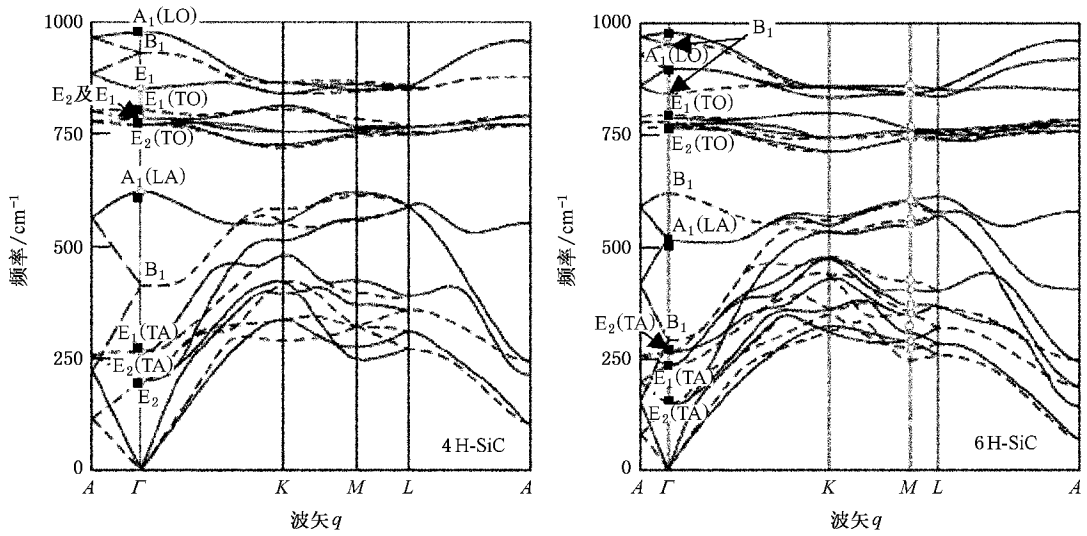 频率/cm⁻¹
1000
750
500
250
0
A₁(LO)
B₁
E₁
E₂及E₁
E₁(TO)
E₂(TO)
A₁(LA)
B₁
E₁(TA)
E₂(TA)
E₂
4H-SiC
A Γ K M L A
波矢q
频率/cm⁻¹
1000
750
500
250
0
B₁
A₁(LO)
E₁(TO)
E₂(TO)
B₁
A₁(LA)
B₁
E₂(TA)
E₁(TA)
E₂(TA)
6H-SiC
A Γ K M L A
波矢q